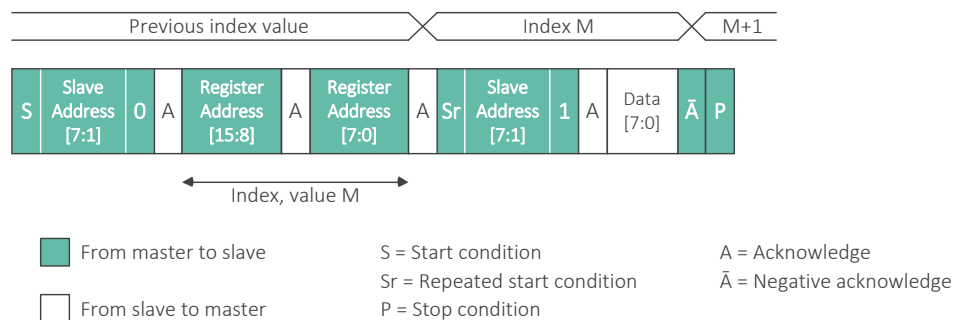 Previous index value Index M M+1
S Slave Address [7:1] 0 A Register Address [15:8] A Register Address [7:0] A Sr Slave Address [7:1] 1 A Data [7:0] Ā P
Index, value M
From master to slave S = Start condition A = Acknowledge
Sr = Repeated start condition Ā = Negative acknowledge
From slave to master P = Stop condition